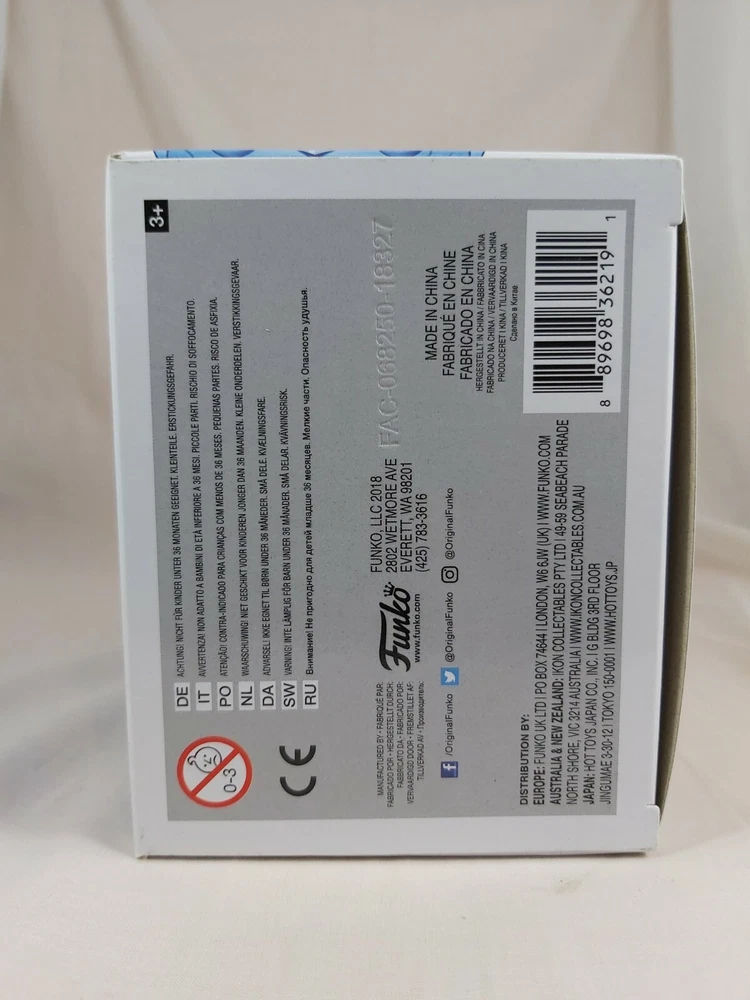 3+
DE ACHTUNG! NICHT FÜR KINDER UNTER 36 MONATEN GEEIGNET. KLEINTEILE. ERSTICKUNGSGEFAHR.
IT AVVERTENZA! NON ADATTO A BAMBINI DI ETÀ INFERIORE A 36 MESI. PICCOLE PARTI. RISCHIO DI SOFFOCAMENTO.
PO ATENÇÃO! CONTRA-INDICADO PARA CRIANÇAS COM MENOS DE 36 MESES. PEQUENAS PARTES. RISCO DE ASFIXIA.
NL WAARSCHUWING! NIET GESCHIKT VOOR KINDEREN JONGER DAN 36 MAANDEN. KLEINE ONDERDELEN. VERSTIKKINGSGEVAAR.
DA ADVARSEL! IKKE EGNET TIL BØRN UNDER 36 MÅNEDER. SMÅ DELE. KVÆLNINGSFARE.
SW VARNING! INTE LÄMPLIG FÖR BARN UNDER 36 MÅNADER. SMÅ DELAR. KVÄVNINGSRISK.
RU Внимание! Не пригодно для детей младше 36 месяцев. Мелкие части. Опасность удушья.
0-3
CE
MANUFACTURED BY • FABRIQUÉ PAR:
FABRICADO POR • HERGESTELLT DURCH:
FABBRICATO DA • FABRICADO POR:
VERVAARDIGD DOOR • FREMSTILLET AF:
TILLVERKAD AV • Производитель:
Funko
www.funko.com
FUNKO, LLC 2018
2802 WETMORE AVE
EVERETT, WA 98201
(425) 783-3616
FAC-068250-18327
/OriginalFunko @OriginalFunko @OriginalFunko
MADE IN CHINA
FABRIQUÉ EN CHINE
FABRICADO EN CHINA
HERGESTELLT IN CHINA / FABBRICATO IN CINA
FABRICADO NA CHINA / VERVAARDIGD IN CHINA
PRODUCERET I KINA / TILLVERKAD I KINA
Сделано в Китае
DISTRIBUTION BY:
EUROPE: FUNKO UK LTD | PO BOX 74644 | LONDON, W6 6JW (UK) | WWW.FUNKO.COM
AUSTRALIA & NEW ZEALAND: IKON COLLECTABLES PTY LTD | 49-59 SEABEACH PARADE
NORTH SHORE, VIC 3214 AUSTRALIA | WWW.IKONCOLLECTABLES.COM.AU
JAPAN: HOT TOYS JAPAN CO., INC. | G BLDG 3RD FLOOR
JINGUMAE 3-30-12 | TOKYO 150-0001 | WWW.HOTTOYS.JP
8 89698 36219 1